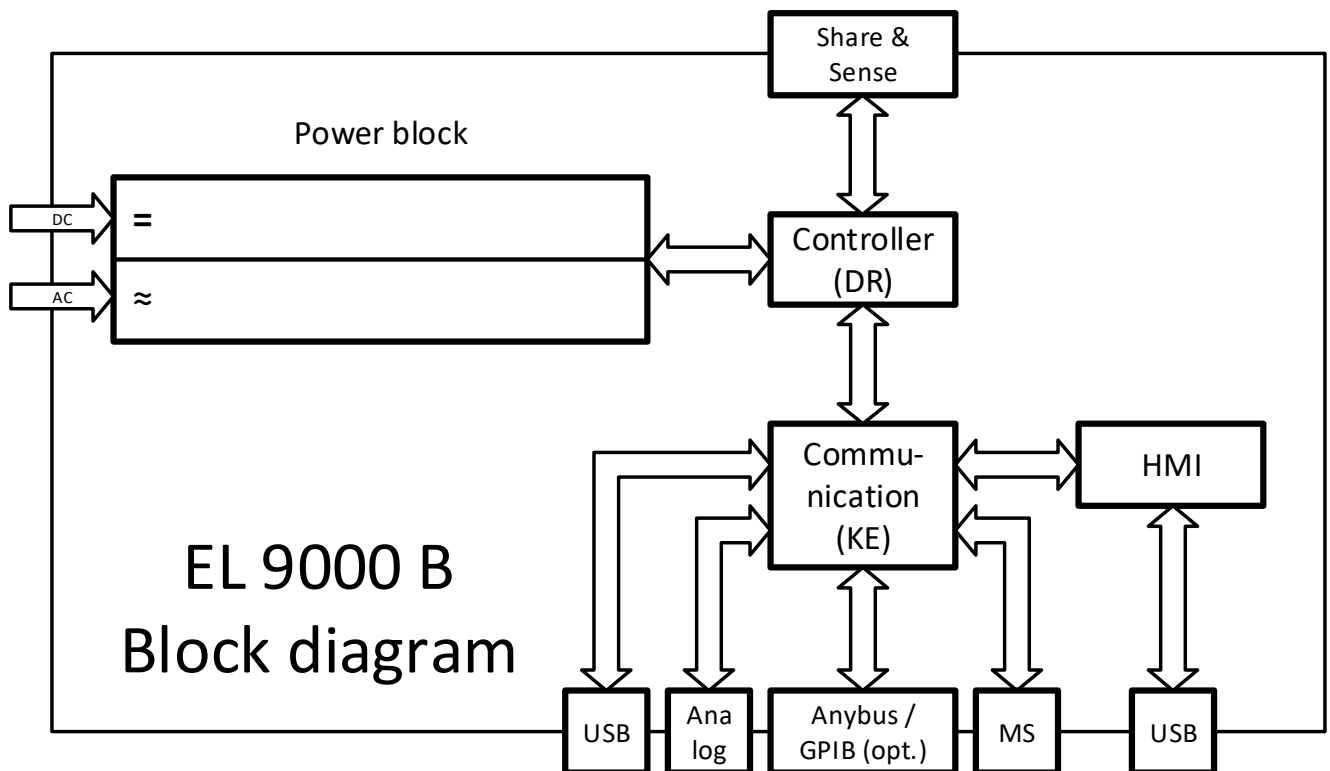 Share &
Sense
Power block
DC
=
AC
≈
Controller
(DR)
Commu-
nication
(KE)
HMI
EL 9000 B
Block diagram
USB
Ana
log
Anybus /
GPIB (opt.)
MS
USB